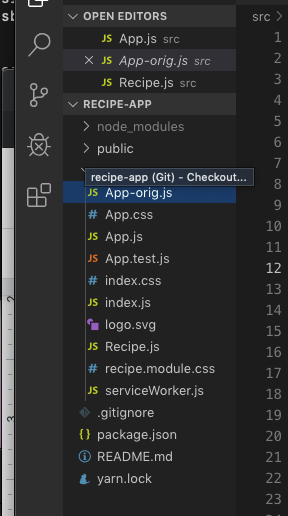 OPEN EDITORS
src >
JS App.js src
1
2
× JS App-orig.js src
3
JS Recipe.js src
4
RECIPE-APP
5
node_modules
6
public
7
recipe-app (Git) - Checkout...
8
JS App-orig.js
9
# App.css
10
JS App.js
11
JS App.test.js
12
# index.css
13
JS index.js
14
logo.svg
15
JS Recipe.js
16
# recipe.module.css
17
JS serviceWorker.js
18
.gitignore
19
{} package.json
20
README.md
21
yarn.lock
22
23
24
2
3